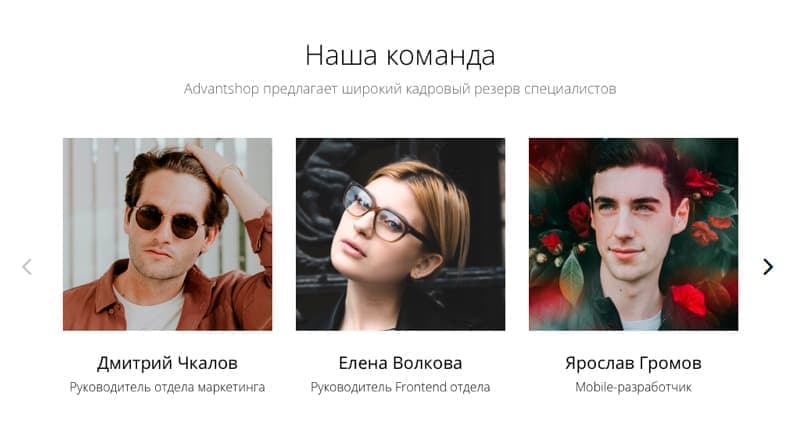 Наша команда
Advantshop предлагает широкий кадровый резерв специалистов
Дмитрий Чкалов
Елена Волкова
Ярослав Громов
Руководитель отдела маркетинга
Руководитель Frontend отдела
Mobile-разработчик